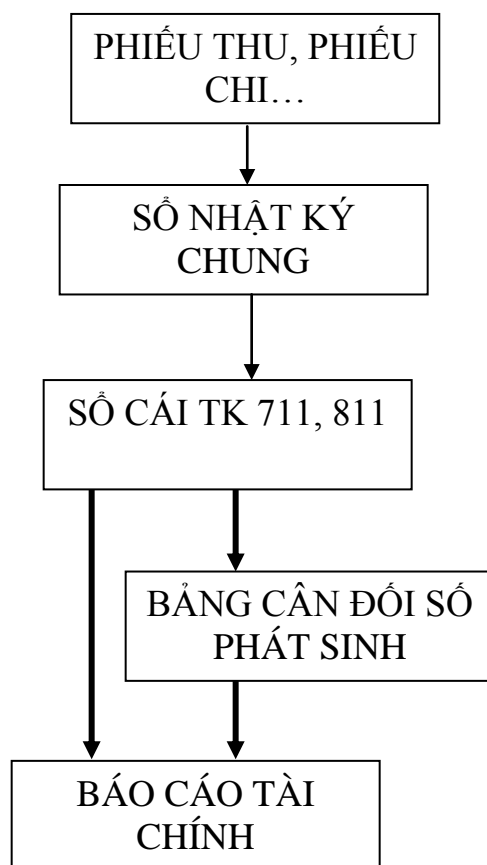 PHIẾU THU, PHIẾU
CHI…
SỔ NHẬT KÝ
CHUNG
SỔ CÁI TK 711, 811
BẢNG CÂN ĐỐI SỐ
PHÁT SINH
BÁO CÁO TÀI
CHÍNH